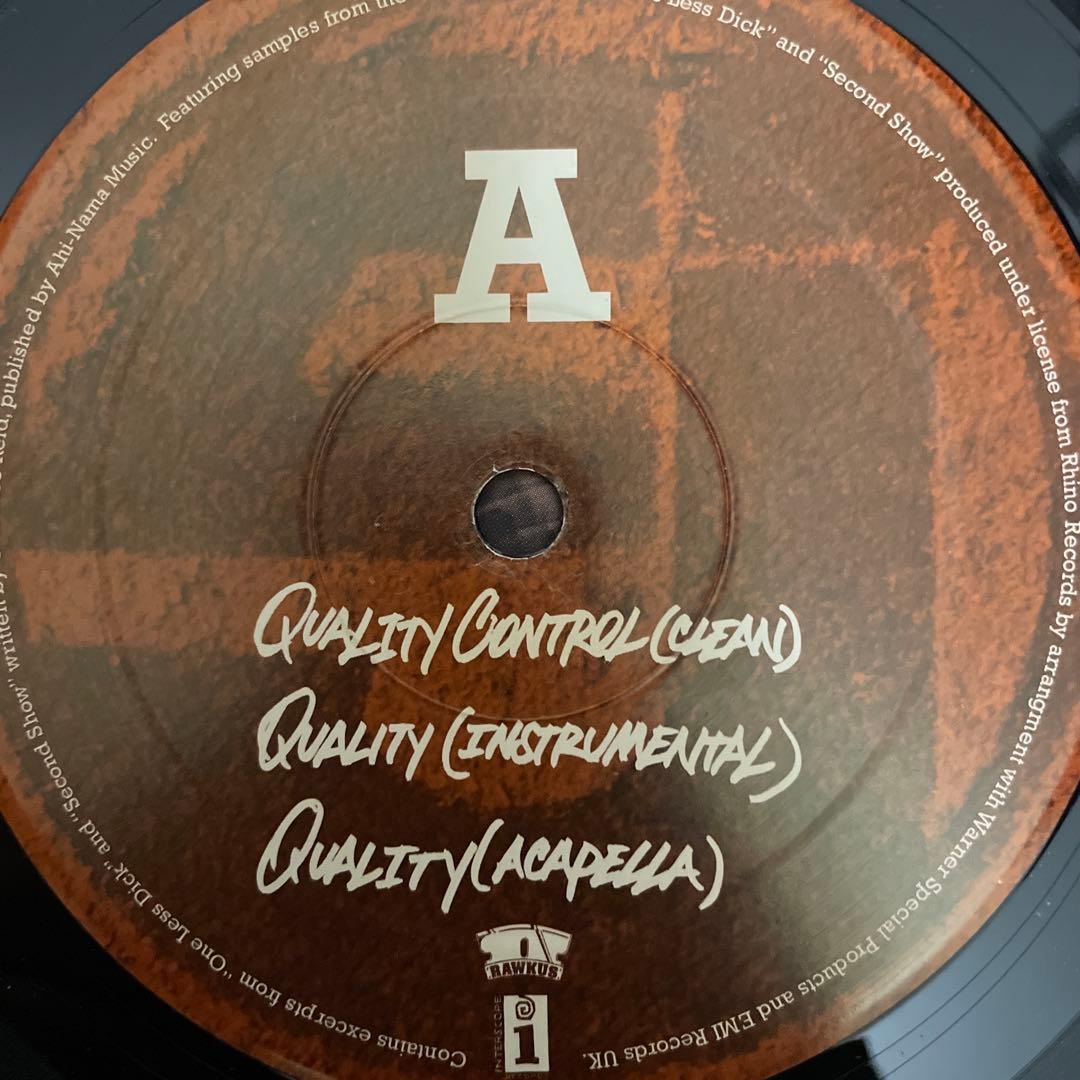 A
QUALITY CONTROL (CLEAN)
QUALITY (INSTRUMENTAL)
QUALITY (ACAPELLA)
RAWKUS
INTERSCOPE
i
Contains excerpts from "One Less Dick" and "Second Show" written by Reid, published by Ahi-Nama Music. Featuring samples from the Less Dick" and "Second Show" produced under license from Rhino Records by arrangment with Warner Special Products and EMI Records UK.